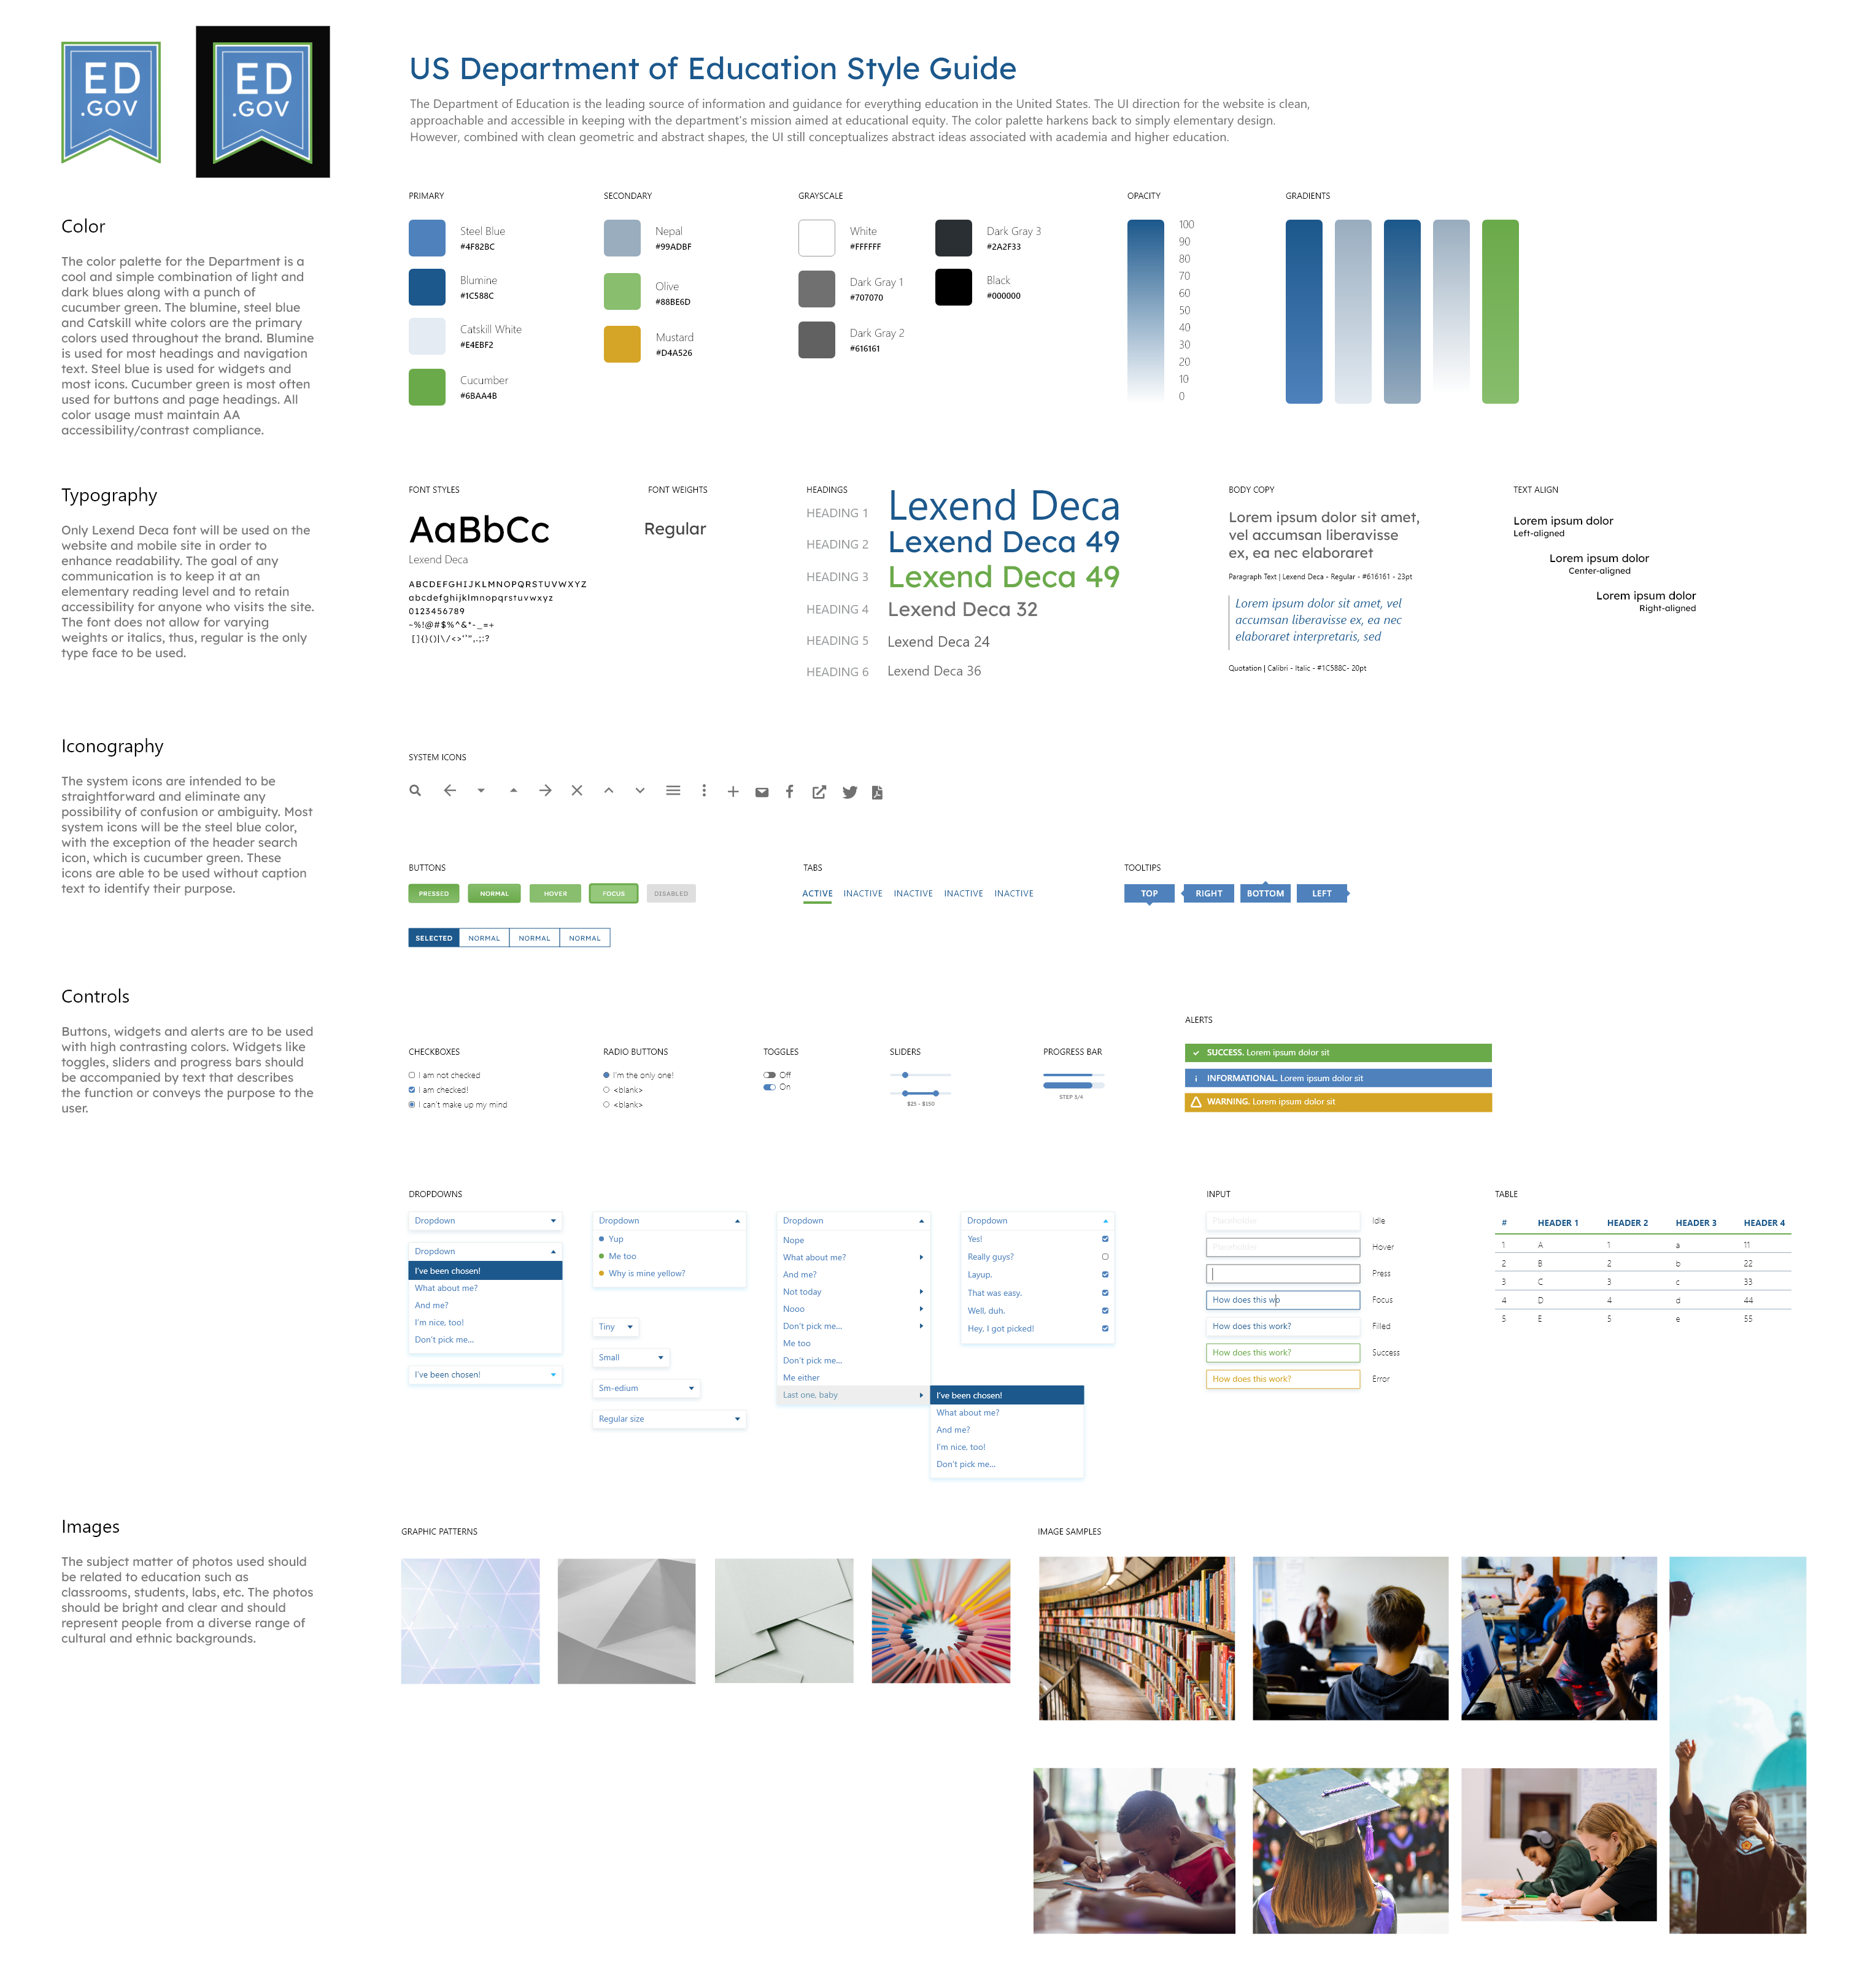 ED
.GOV
ED
.GOV
US Department of Education Style Guide
The Department of Education is the leading source of information and guidance for everything education in the United States. The UI direction for the website is clean,
approachable and accessible in keeping with the department's mission aimed at educational equity. The color palette harkens back to simply elementary design.
However, combined with clean geometric and abstract shapes, the UI still conceptualizes abstract ideas associated with academia and higher education.
Color
The color palette for the Department is a
cool and simple combination of light and
dark blues along with a punch of
cucumber green. The blumine, steel blue
and Catskill white colors are the primary
colors used throughout the brand. Blumine
is used for most headings and navigation
text. Steel blue is used for widgets and
most icons. Cucumber green is most often
used for buttons and page headings. All
color usage must maintain AA
accessibility/contrast compliance.
PRIMARY
Steel Blue
#4F82BC
Blumine
#1C588C
Catskill White
#E4EBF2
Cucumber
#6BAA4B
SECONDARY
Nepal
#99ADBF
Olive
#88BE6D
Mustard
#D4A526
GRAYSCALE
White
#FFFFFF
Dark Gray 1
#707070
Dark Gray 2
#616161
Dark Gray 3
#2A2F33
Black
#000000
OPACITY
100
90
80
70
60
50
40
30
20
10
0
GRADIENTS
Typography
Only Lexend Deca font will be used on the
website and mobile site in order to
enhance readability. The goal of any
communication is to keep it at an
elementary reading level and to retain
accessibility for anyone who visits the site.
The font does not allow for varying
weights or italics, thus, regular is the only
type face to be used.
FONT STYLES
AaBbCc
Lexend Deca
ABCDEFGHIJKLMNOPQRSTUVWXYZ
abcdefghijklmnopqrstuvwxyz
0123456789
~%!@#$%^&*-_=+
[]{}()|\/<>'"",.;:?
FONT WEIGHTS
Regular
HEADINGS
HEADING 1 Lexend Deca
HEADING 2 Lexend Deca 49
HEADING 3 Lexend Deca 49
HEADING 4 Lexend Deca 32
HEADING 5 Lexend Deca 24
HEADING 6 Lexend Deca 36
BODY COPY
Lorem ipsum dolor sit amet,
vel accumsan liberavisse
ex, ea nec elaboraret
Paragraph Text | Lexend Deca - Regular - #616161 - 23pt
Lorem ipsum dolor sit amet, vel
accumsan liberavisse ex, ea nec
elaboraret interpretaris, sed
Quotation | Calibri - Italic - #1C588C- 20pt
TEXT ALIGN
Lorem ipsum dolor
Left-aligned
Lorem ipsum dolor
Center-aligned
Lorem ipsum dolor
Right-aligned
Iconography
The system icons are intended to be
straightforward and eliminate any
possibility of confusion or ambiguity. Most
system icons will be the steel blue color,
with the exception of the header search
icon, which is cucumber green. These
icons are able to be used without caption
text to identify their purpose.
SYSTEM ICONS
BUTTONS
PRESSED NORMAL HOVER FOCUS DISABLED
SELECTED NORMAL NORMAL NORMAL
TABS
ACTIVE INACTIVE INACTIVE INACTIVE INACTIVE
TOOLTIPS
TOP RIGHT BOTTOM LEFT
Controls
Buttons, widgets and alerts are to be used
with high contrasting colors. Widgets like
toggles, sliders and progress bars should
be accompanied by text that describes
the function or conveys the purpose to the
user.
CHECKBOXES
I am not checked
I am checked!
I can't make up my mind
RADIO BUTTONS
I'm the only one!
<blank>
<blank>
TOGGLES
Off
On
SLIDERS
$25 - $150
PROGRESS BAR
STEP 3/4
ALERTS
SUCCESS. Lorem ipsum dolor sit
INFORMATIONAL. Lorem ipsum dolor sit
WARNING. Lorem ipsum dolor sit
DROPDOWNS
Dropdown
Dropdown
I've been chosen!
What about me?
And me?
I'm nice, too!
Don't pick me...
I've been chosen!
Dropdown
Yup
Me too
Why is mine yellow?
Tiny
Small
Sm-edium
Regular size
Dropdown
Nope
What about me?
And me?
Not today
Nooo
Don't pick me...
Me too
Don't pick me...
Me either
Last one, baby
I've been chosen!
What about me?
And me?
I'm nice, too!
Don't pick me...
Dropdown
Yes!
Really guys?
Layup.
That was easy.
Well, duh.
Hey, I got picked!
INPUT
Placeholder Idle
Placeholder Hover
Press
How does this wo Focus
How does this work? Filled
How does this work? Success
How does this work? Error
TABLE
# HEADER 1 HEADER 2 HEADER 3 HEADER 4
1 A 1 a 11
2 B 2 b 22
3 C 3 c 33
4 D 4 d 44
5 E 5 e 55
Images
The subject matter of photos used should
be related to education such as
classrooms, students, labs, etc. The photos
should be bright and clear and should
represent people from a diverse range of
cultural and ethnic backgrounds.
GRAPHIC PATTERNS
IMAGE SAMPLES